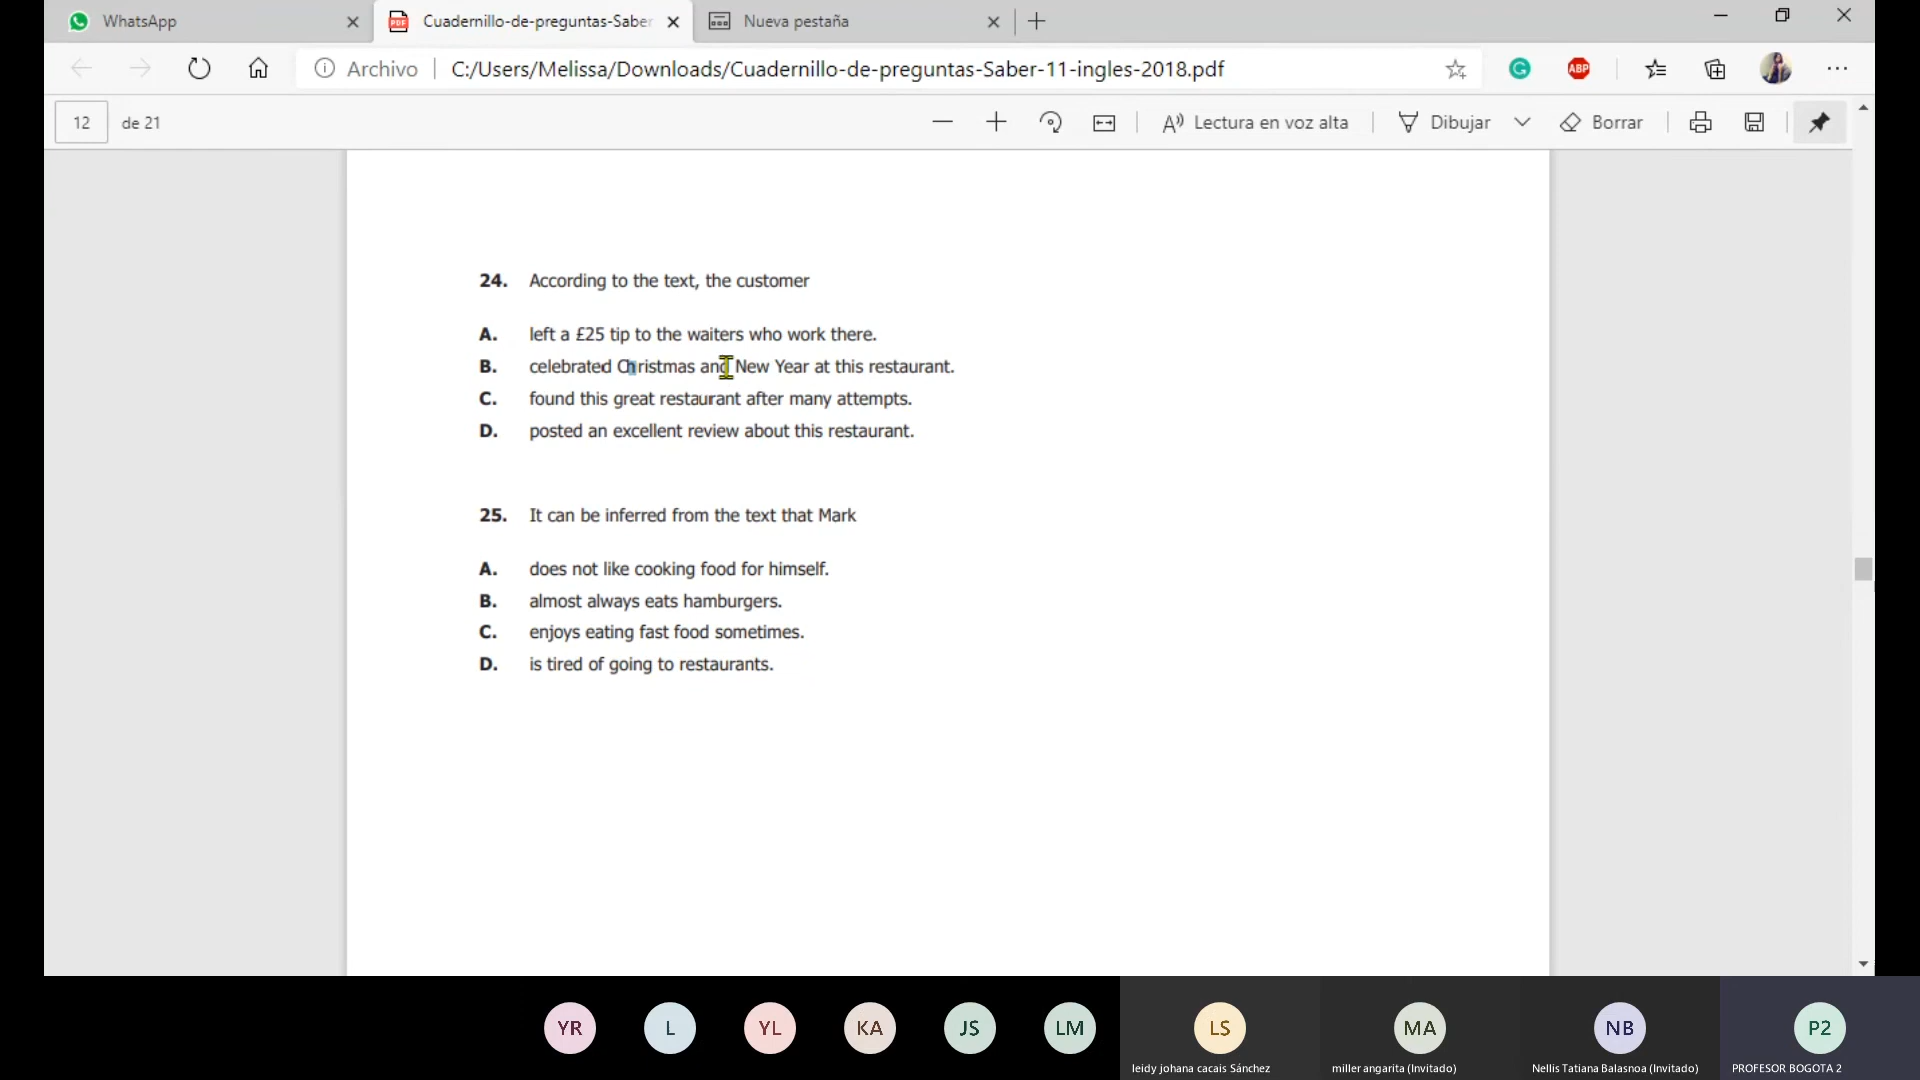 WhatsApp
Cuadernillo-de-preguntas-Saber
Nueva pestaña
Archivo
C:/Users/Melissa/Downloads/Cuadernillo-de-preguntas-Saber-11-ingles-2018.pdf
G
ABP
12 de 21
Lectura en voz alta
Dibujar
Borrar
24. According to the text, the customer
A. left a £25 tip to the waiters who work there.
B. celebrated Christmas and New Year at this restaurant.
C. found this great restaurant after many attempts.
D. posted an excellent review about this restaurant.
25. It can be inferred from the text that Mark
A. does not like cooking food for himself.
B. almost always eats hamburgers.
C. enjoys eating fast food sometimes.
D. is tired of going to restaurants.
YR L YL KA JS LM LS MA NB P2
leidy johana cacais Sánchez
miller angarita (Invitado)
Nellis Tatiana Balasnoa (Invitado)
PROFESOR BOGOTA 2